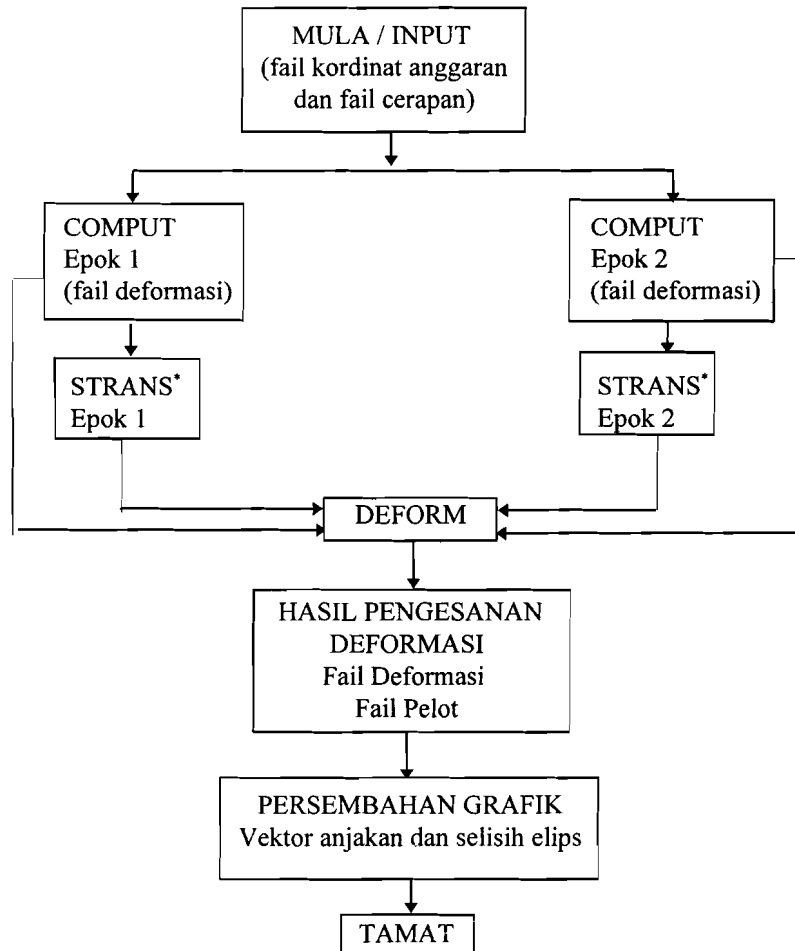 MULA / INPUT
(fail kordinat anggaran
dan fail cerapan)
COMPUT
Epok 1
(fail deformasi)
COMPUT
Epok 2
(fail deformasi)
STRANS*
Epok 1
STRANS*
Epok 2
DEFORM
HASIL PENGESANAN
DEFORMASI
Fail Deformasi
Fail Pelot
PERSEMBAHAN GRAFIK
Vektor anjakan dan selisih elips
TAMAT